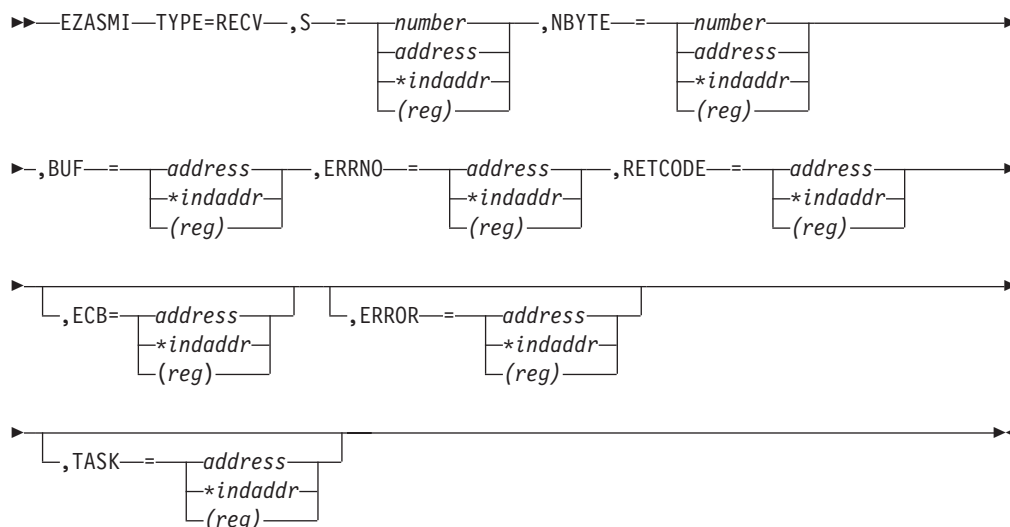 EZASMI TYPE=RECV ,S = number ,NBYTE = number
address address
*indaddr *indaddr
(reg) (reg)
,BUF = address ,ERRNO = address ,RETCODE = address
*indaddr *indaddr *indaddr
(reg) (reg) (reg)
,ECB= address ,ERROR = address
*indaddr *indaddr
(reg) (reg)
,TASK = address
*indaddr
(reg)